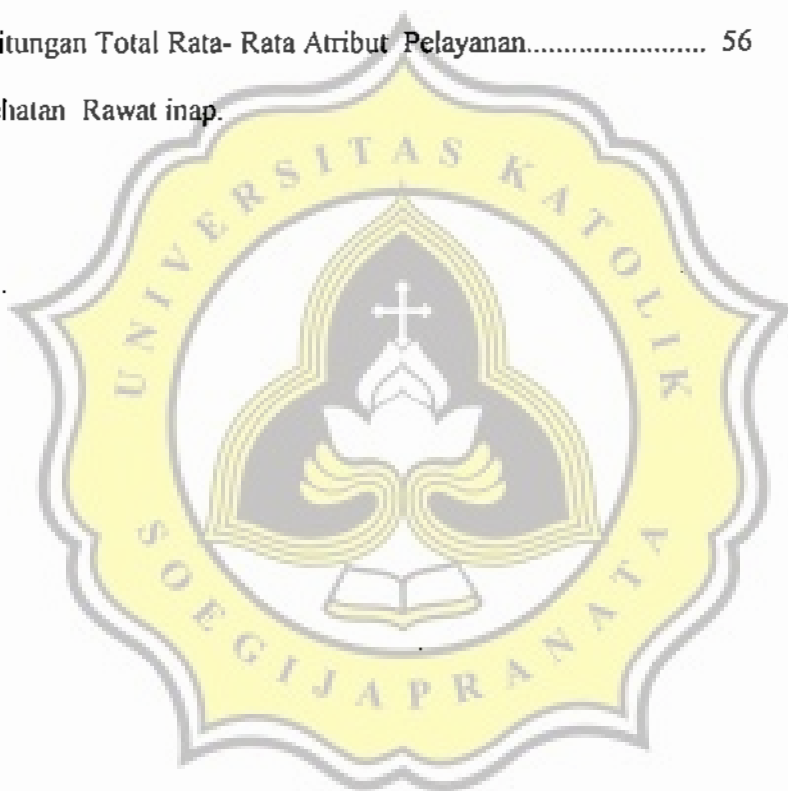 itungan Total Rata- Rata Atribut Pelayanan........................ 56
hatan Rawat inap.
UNIVERSITAS KATOLIK
SOEGIJAPRANATA